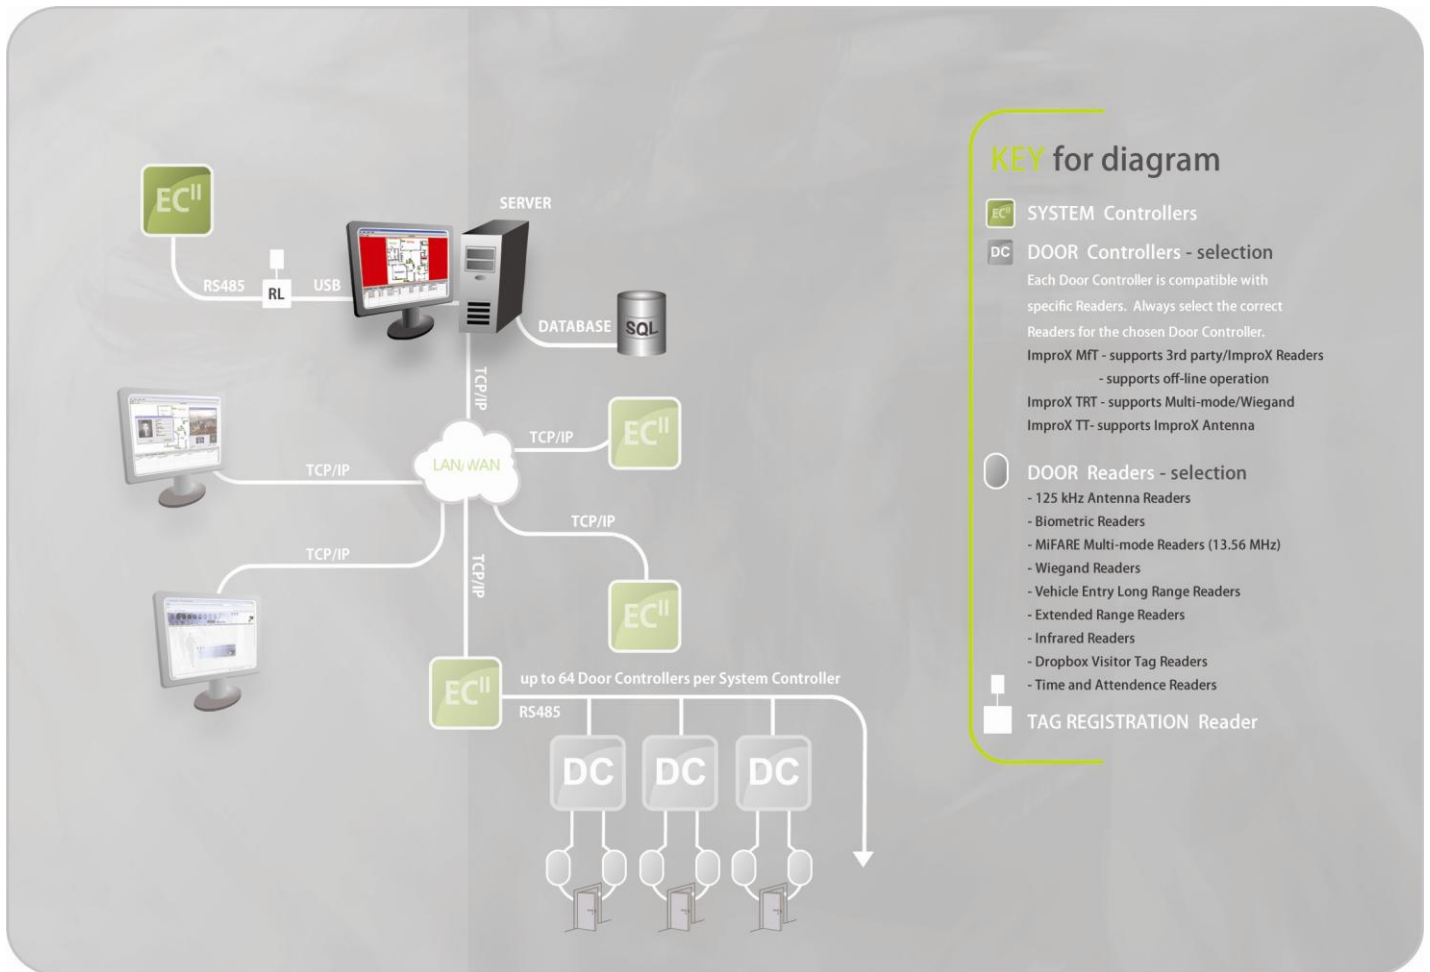 EC II
SERVER
RS485
RL
USB
DATABASE
SQL
TCP/IP
LAN/WAN
TCP/IP
EC II
TCP/IP
TCP/IP
TCP/IP
TCP/IP
EC II
EC II
up to 64 Door Controllers per System Controller
RS485
DC
DC
DC
KEY for diagram
EC II
SYSTEM Controllers
DC
DOOR Controllers - selection
Each Door Controller is compatible with
specific Readers. Always select the correct
Readers for the chosen Door Controller.
ImproX MfT - supports 3rd party/ImproX Readers
- supports off-line operation
ImproX TRT - supports Multi-mode/Wiegand
ImproX TT- supports ImproX Antenna
DOOR Readers - selection
- 125 kHz Antenna Readers
- Biometric Readers
- MiFARE Multi-mode Readers (13.56 MHz)
- Wiegand Readers
- Vehicle Entry Long Range Readers
- Extended Range Readers
- Infrared Readers
- Dropbox Visitor Tag Readers
- Time and Attendence Readers
TAG REGISTRATION Reader